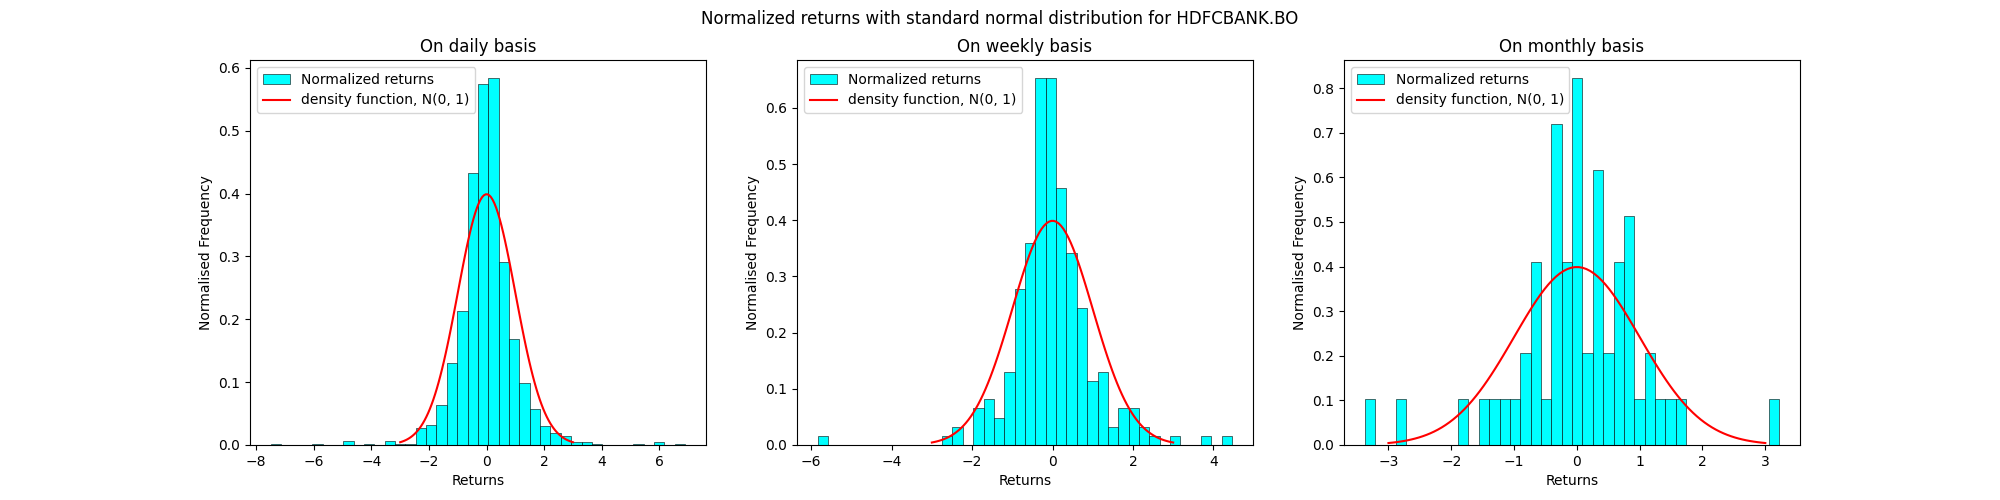 Normalized returns with standard normal distribution for HDFCBANK.BO
On daily basis
Normalized returns
density function, N(0, 1)
Normalised Frequency
0.6
0.5
0.4
0.3
0.2
0.1
0.0
−8 −6 −4 −2 0 2 4 6
Returns
On weekly basis
Normalized returns
density function, N(0, 1)
Normalised Frequency
0.6
0.5
0.4
0.3
0.2
0.1
0.0
−6 −4 −2 0 2 4
Returns
On monthly basis
Normalized returns
density function, N(0, 1)
Normalised Frequency
0.8
0.7
0.6
0.5
0.4
0.3
0.2
0.1
0.0
−3 −2 −1 0 1 2 3
Returns